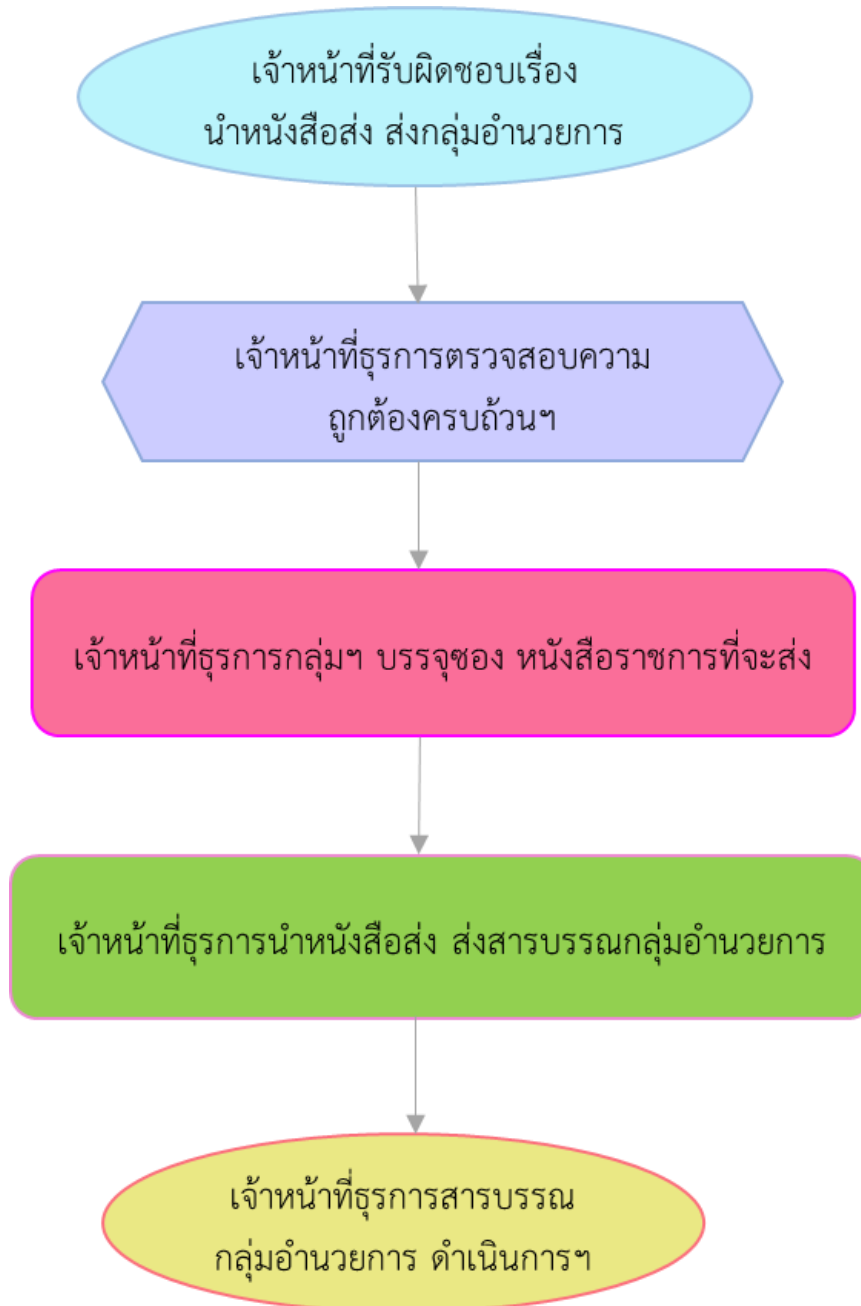 เจ้าหน้าที่รับผิดชอบเรื่อง
นำหนังสือส่ง ส่งกลุ่มอำนวยการ
เจ้าหน้าที่ธุรการตรวจสอบความ
ถูกต้องครบถ้วนฯ
เจ้าหน้าที่ธุรการกลุ่มฯ บรรจุซอง หนังสือราชการที่จะส่ง
เจ้าหน้าที่ธุรการนำหนังสือส่ง ส่งสารบรรณกลุ่มอำนวยการ
เจ้าหน้าที่ธุรการสารบรรณ
กลุ่มอำนวยการ ดำเนินการฯ